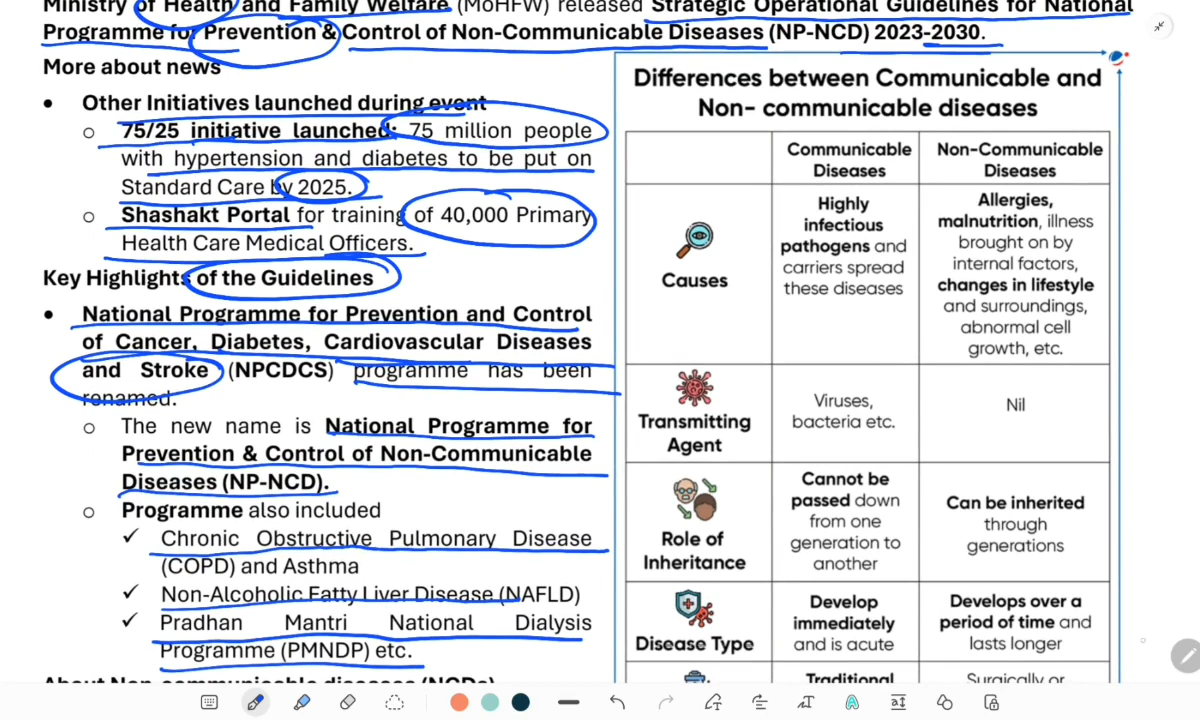 Ministry of Health and Family Welfare (MoHFW) released Strategic Operational Guidelines for National
Programme for Prevention & Control of Non-Communicable Diseases (NP-NCD) 2023-2030.
More about news
• Other Initiatives launched during event
o 75/25 initiative launched: 75 million people
with hypertension and diabetes to be put on
Standard Care by 2025.
o Shashakt Portal for training of 40,000 Primary
Health Care Medical Officers.
Key Highlights of the Guidelines
• National Programme for Prevention and Control
of Cancer, Diabetes, Cardiovascular Diseases
and Stroke (NPCDCS) programme has been
renamed.
o The new name is National Programme for
Prevention & Control of Non-Communicable
Diseases (NP-NCD).
o Programme also included
✓ Chronic Obstructive Pulmonary Disease
(COPD) and Asthma
✓ Non-Alcoholic Fatty Liver Disease (NAFLD)
✓ Pradhan Mantri National Dialysis
Programme (PMNDP) etc.
About Non-communicable diseases (NCDs)
Differences between Communicable and
Non- communicable diseases
Communicable
Diseases
Non-Communicable
Diseases
Causes
Highly
infectious
pathogens and
carriers spread
these diseases
Allergies,
malnutrition, illness
brought on by
internal factors,
changes in lifestyle
and surroundings,
abnormal cell
growth, etc.
Transmitting
Agent
Viruses,
bacteria etc.
Nil
Role of
Inheritance
Cannot be
passed down
from one
generation to
another
Can be inherited
through
generations
Disease Type
Develop
immediately
and is acute
Develops over a
period of time and
lasts longer
Traditional
Surgically or